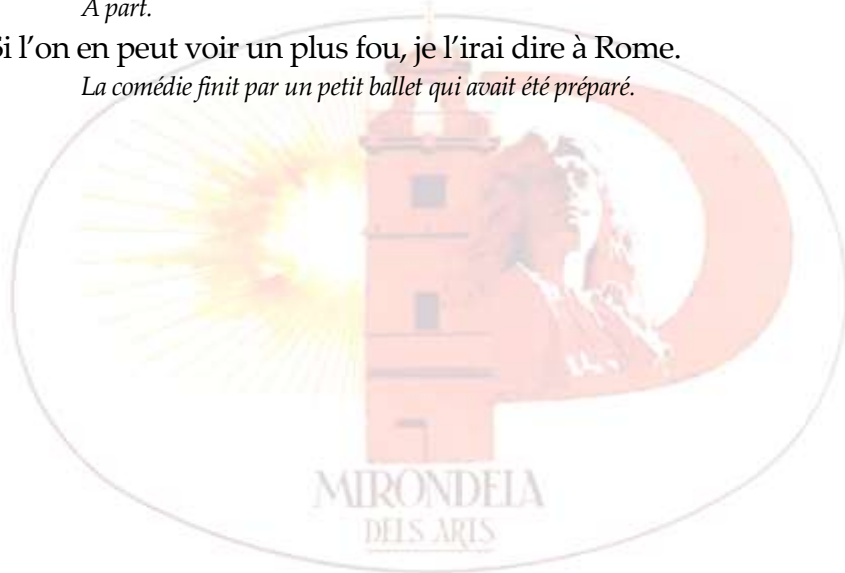 À part.
Si l'on en peut voir un plus fou, je l'irai dire à Rome.
La comédie finit par un petit ballet qui avait été préparé.
MIRONDELA
DELS ARTS